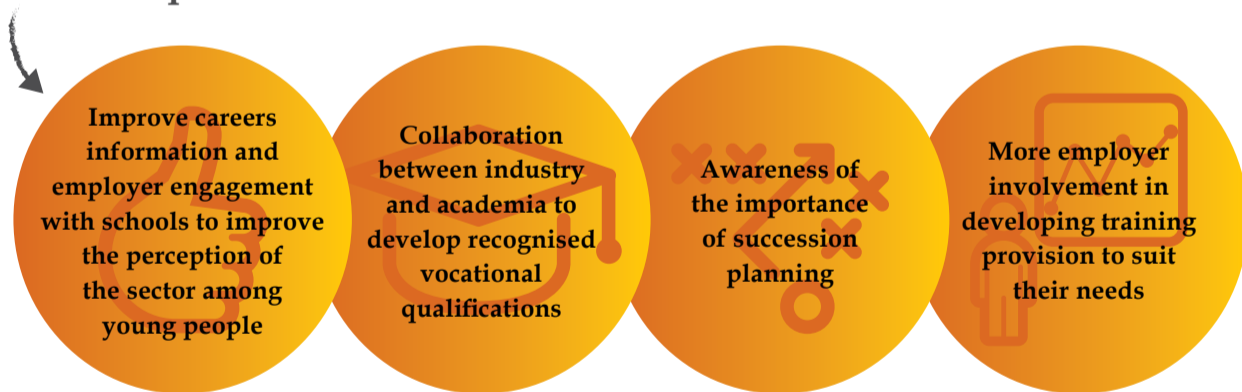 Improve careers
information and
employer engagement
with schools to improve
the perception of
the sector among
young people
Collaboration
between industry
and academia to
develop recognised
vocational
qualifications
Awareness of
the importance
of succession
planning
More employer
involvement in
developing training
provision to suit
their needs